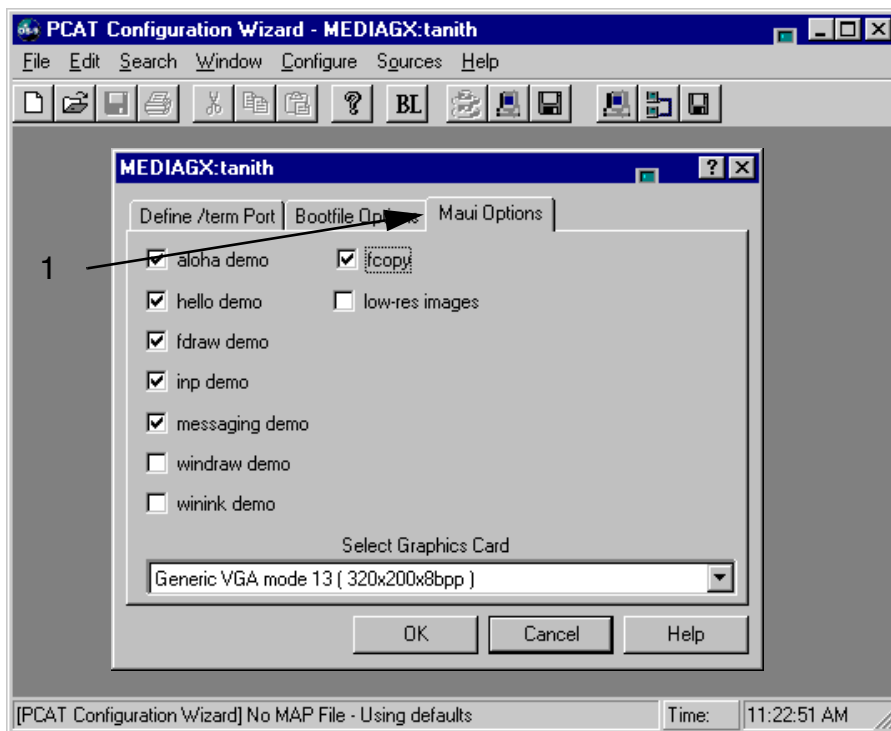 PCAT Configuration Wizard - MEDIAGX:tanith
File Edit Search Window Configure Sources Help
BL
MEDIAGX:tanith
Define /term Port Bootfile Options Maui Options
1
aloha demo fcopy
hello demo low-res images
fdraw demo
inp demo
messaging demo
windraw demo
winink demo
Select Graphics Card
Generic VGA mode 13 ( 320x200x8bpp )
OK Cancel Help
[PCAT Configuration Wizard] No MAP File - Using defaults Time: 11:22:51 AM